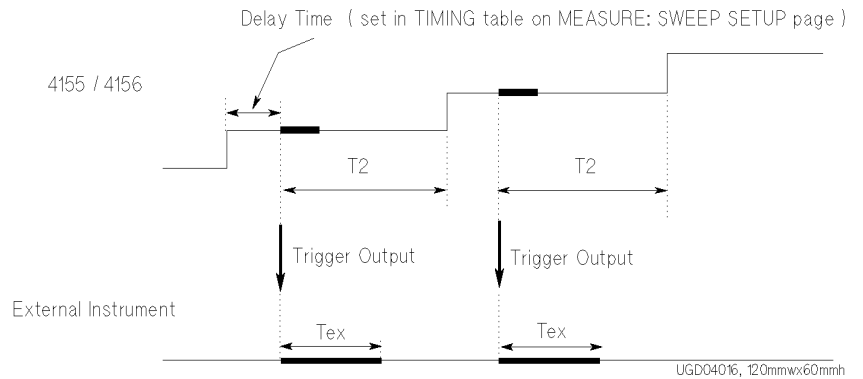 Delay Time ( set in TIMING table on MEASURE: SWEEP SETUP page )
4155 / 4156
T2
T2
Trigger Output
Trigger Output
External Instrument
Tex
Tex
UGD04016, 120mmwx60mmh